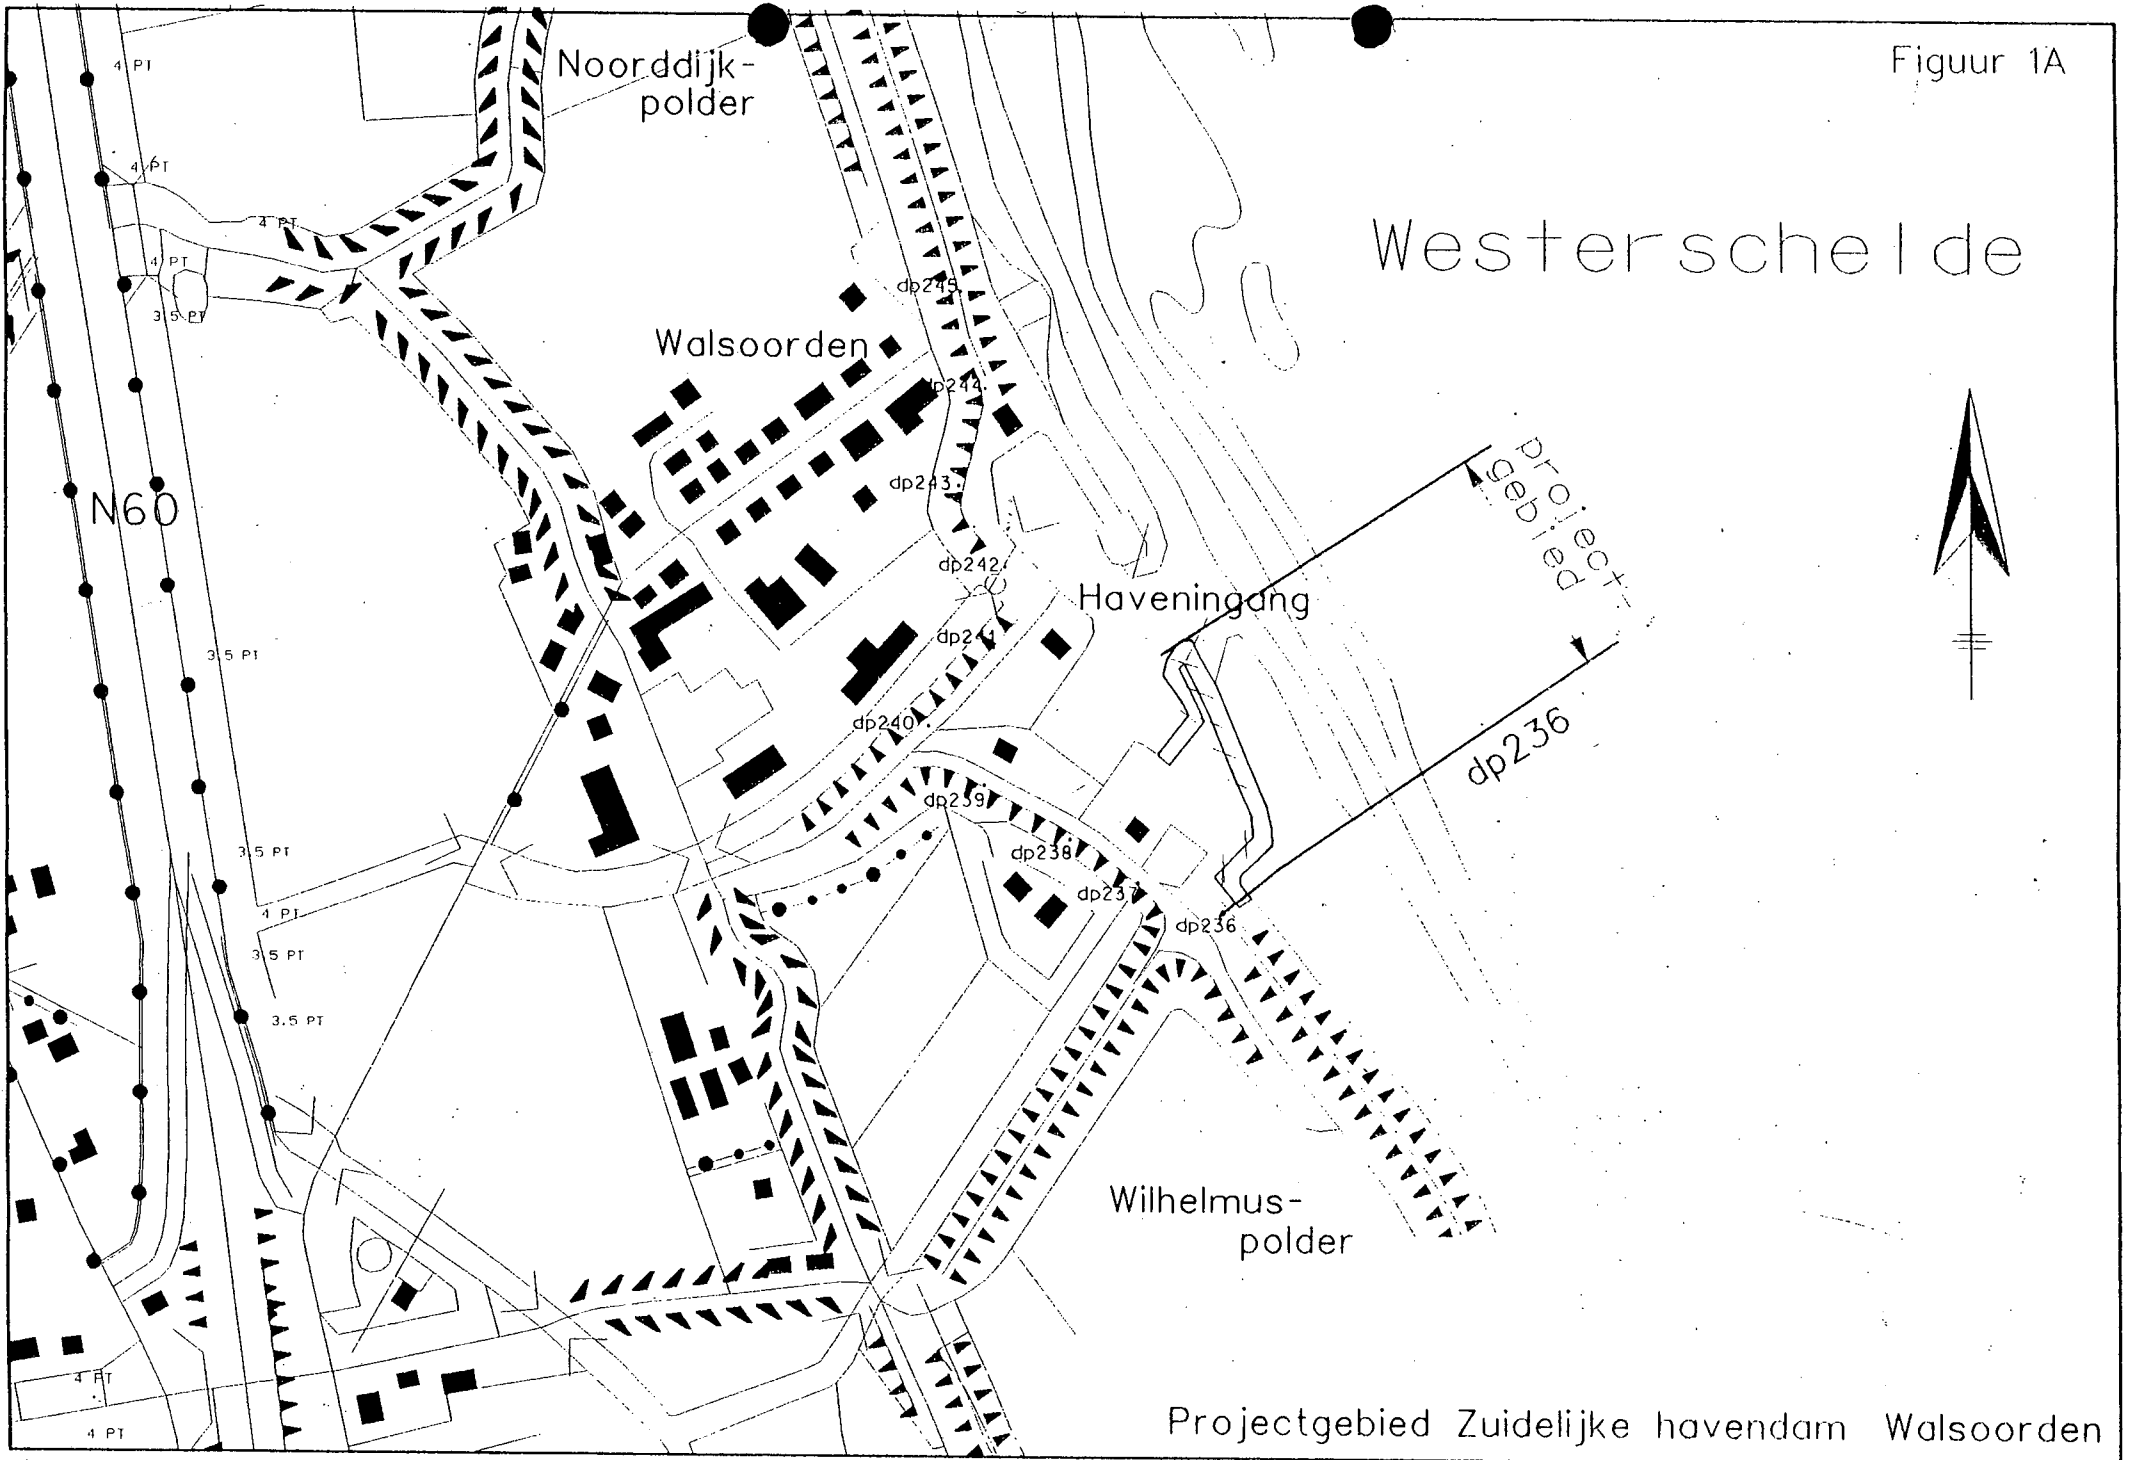 Figuur 1A
Noorddijk-
polder
4 PT
4 PT
4 PT
4 PT
3.5 PT
Westerschelde
dp245
Walsoorden
dp244
project
gebied
dp243
N60
dp242
Haveningang
dp241
3.5 PT
dp240
dp236
dp239
3.5 PT
dp238
dp237
4 PT
dp236
3.5 PT
3.5 PT
Wilhelmus-
polder
4 PT
4 PT
Projectgebied Zuidelijke havendam Walsoorden